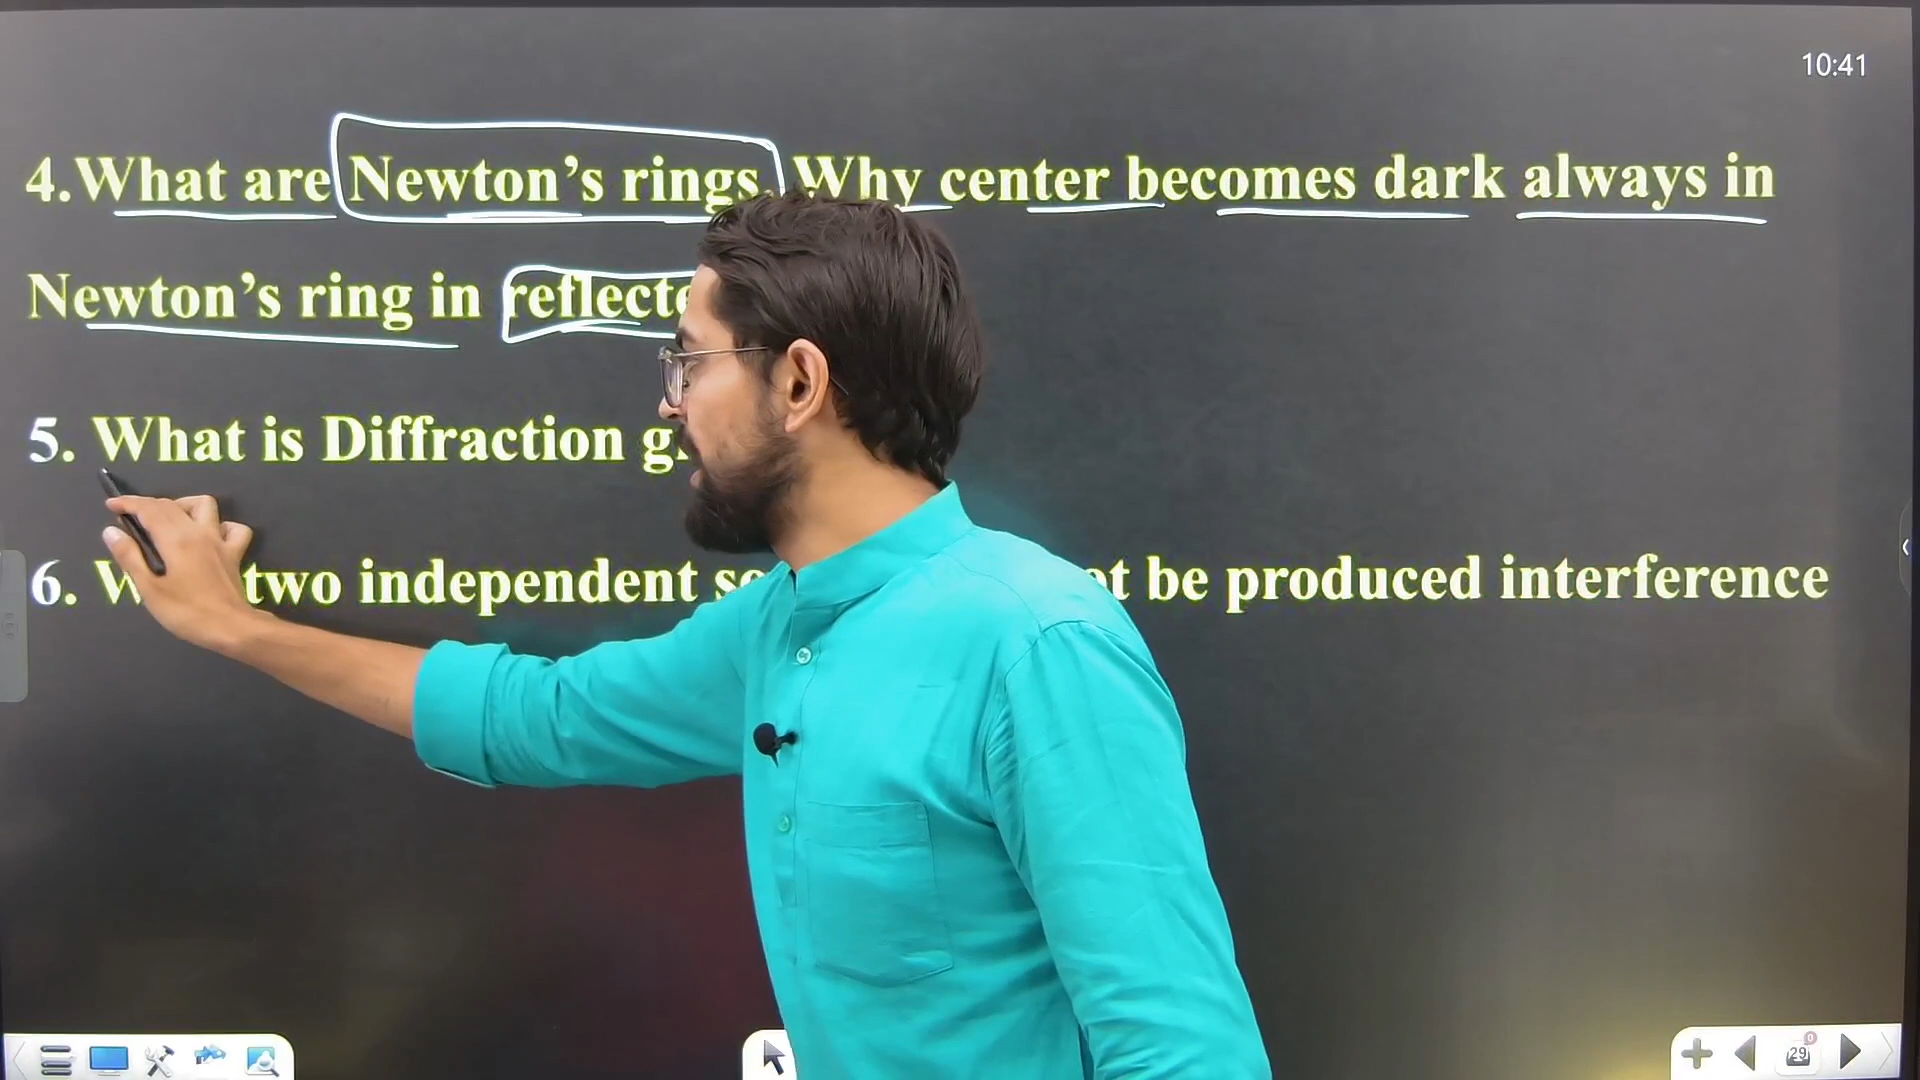 10:41
4.What are Newton's rings. Why center becomes dark always in
Newton's ring in
5. What is Diffraction
6. two independent be produced interference
29
0